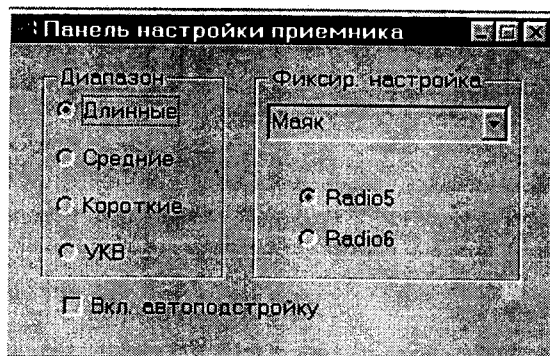 Панель настройки приемника
Диапазон
Длинные
Средние
Короткие
УКВ
Фиксир. настройка
Маяк
Radio5
Radio6
Вкл. автоподстройку